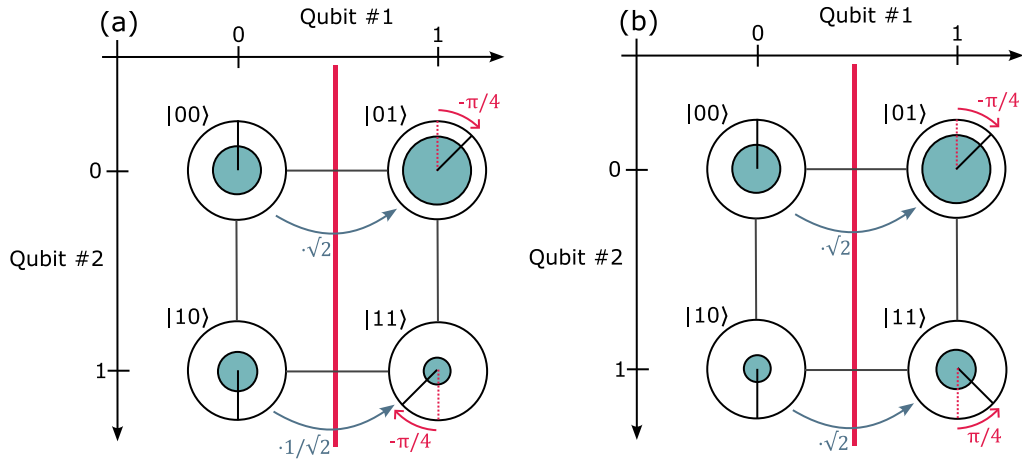 (a)
Qubit #1
0
1
|00⟩
|01⟩
-π/4
0
·√2
Qubit #2
|10⟩
|11⟩
1
·1/√2
-π/4
(b)
Qubit #1
0
1
|00⟩
|01⟩
-π/4
0
·√2
Qubit #2
|10⟩
|11⟩
1
·√2
π/4